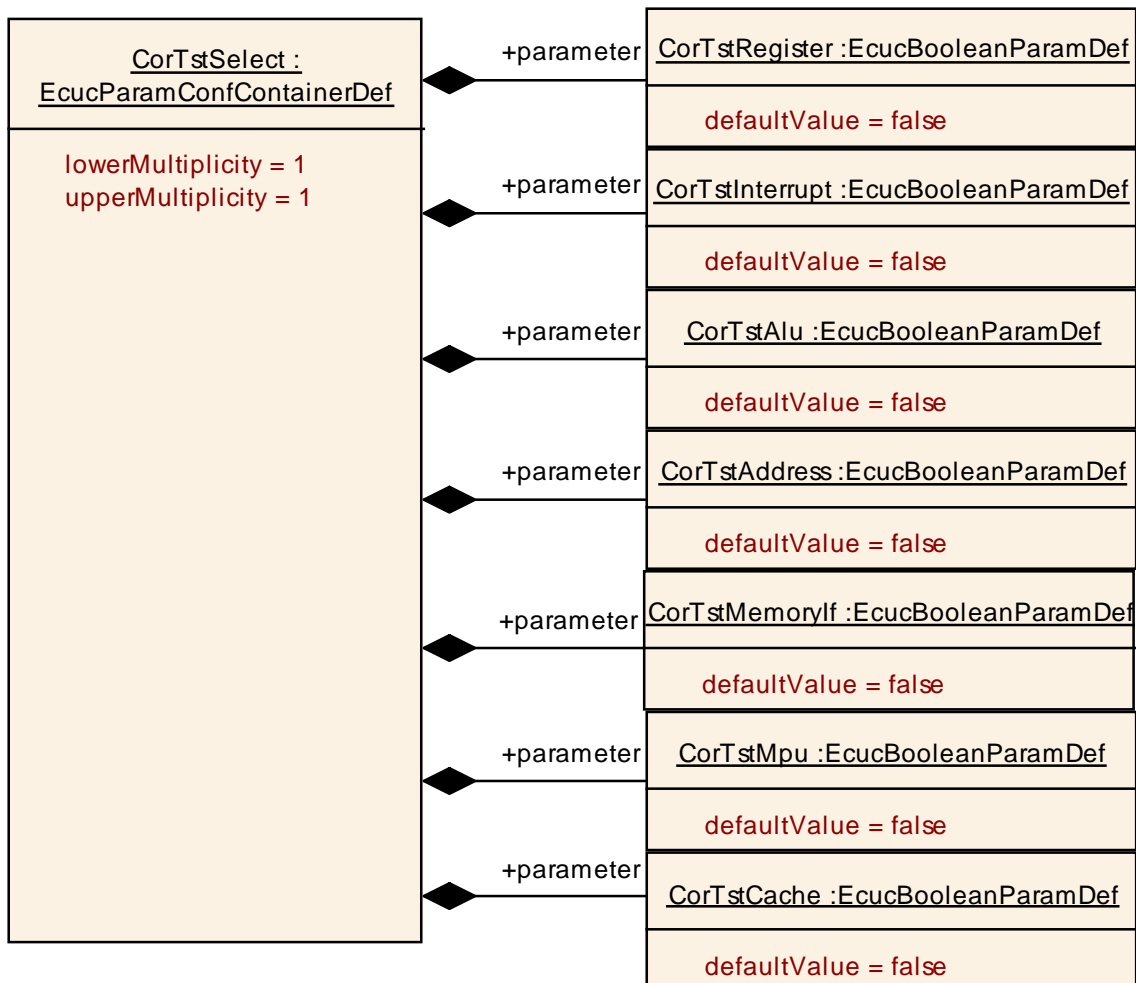 CorTstSelect :
EcucParamConfContainerDef
lowerMultiplicity = 1
upperMultiplicity = 1
+parameter
CorTstRegister :EcucBooleanParamDef
defaultValue = false
+parameter
CorTstInterrupt :EcucBooleanParamDef
defaultValue = false
+parameter
CorTstAlu :EcucBooleanParamDef
defaultValue = false
+parameter
CorTstAddress :EcucBooleanParamDef
defaultValue = false
+parameter
CorTstMemoryIf :EcucBooleanParamDef
defaultValue = false
+parameter
CorTstMpu :EcucBooleanParamDef
defaultValue = false
+parameter
CorTstCache :EcucBooleanParamDef
defaultValue = false